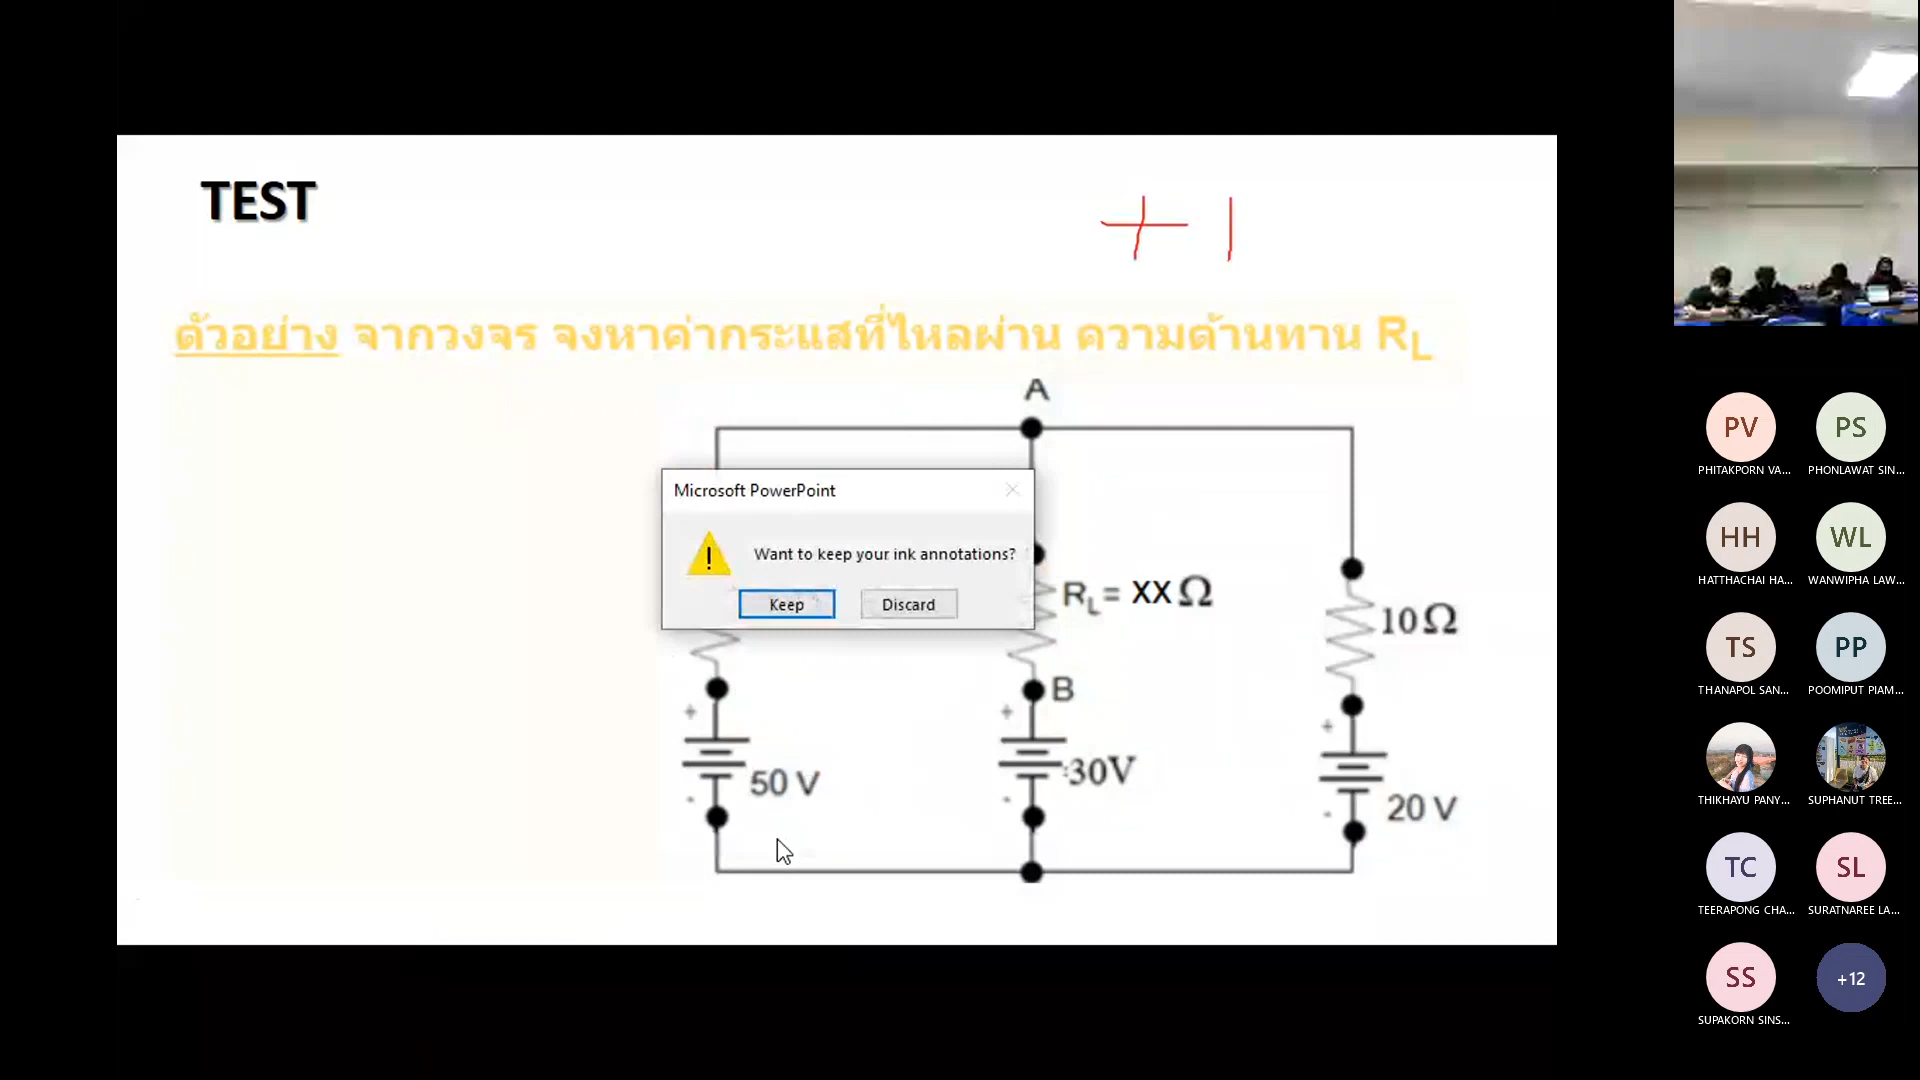 TEST
+1
ตัวอย่าง จากวงจร จงหาค่ากระแสที่ไหลผ่าน ความต้านทาน RL
A
Microsoft PowerPoint
Want to keep your ink annotations?
Keep
Discard
RL= XXΩ
10Ω
B
+
+
+
50 V
30V
20 V
-
-
-
PV
PHITAKPORN VA...
PS
PHONLAWAT SIN...
HH
HATTHACHAI HA...
WL
WANWIPHA LAW...
TS
THANAPOL SAN...
PP
POOMIPUT PIAM...
THIKHAYU PANY...
SUPHANUT TREE...
TC
TEERAPONG CHA...
SL
SURATNAREE LA...
SS
SUPAKORN SINS...
+12